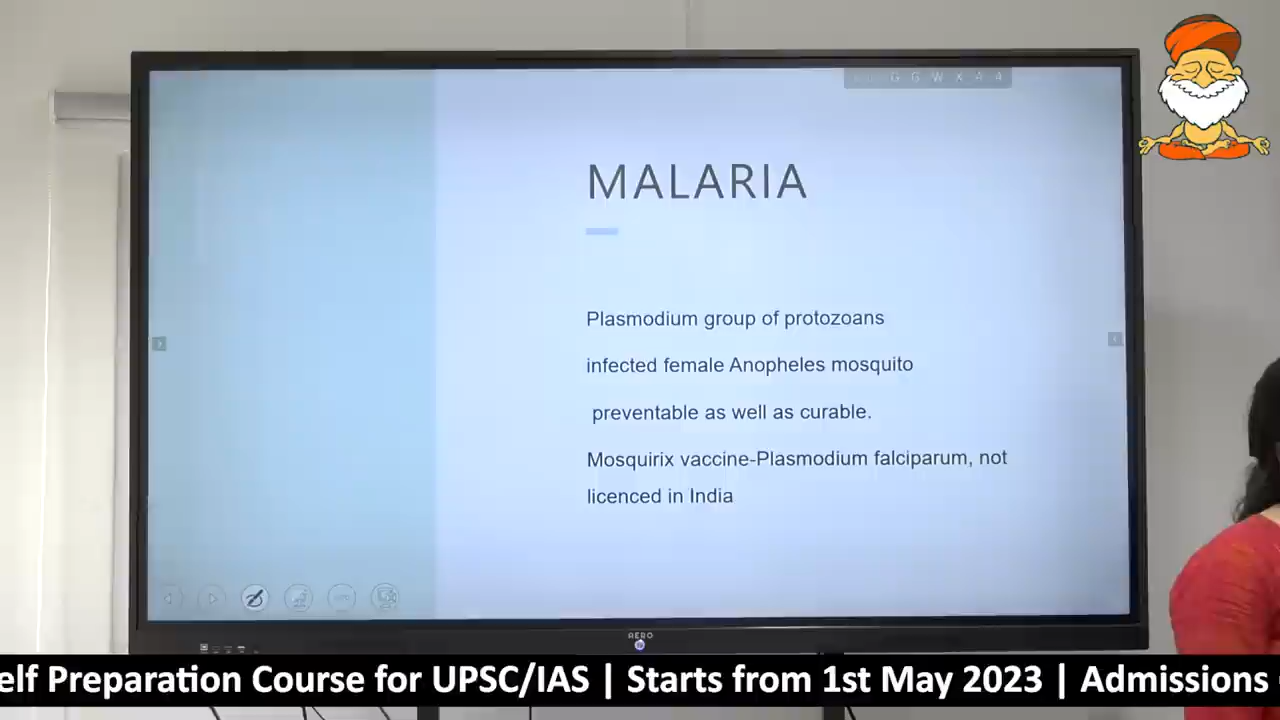 G G W X A A
MALARIA
Plasmodium group of protozoans
infected female Anopheles mosquito
preventable as well as curable.
Mosquirix vaccine-Plasmodium falciparum, not
licenced in India
AERO
elf Preparation Course for UPSC/IAS | Starts from 1st May 2023 | Admissions